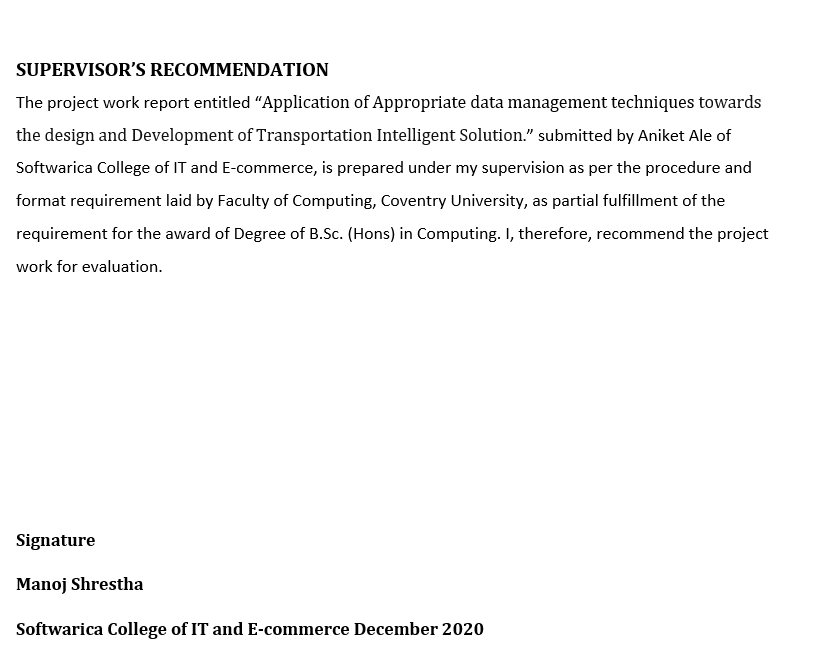 SUPERVISOR’S RECOMMENDATION
The project work report entitled “Application of Appropriate data management techniques towards
the design and Development of Transportation Intelligent Solution.” submitted by Aniket Ale of
Softwarica College of IT and E-commerce, is prepared under my supervision as per the procedure and
format requirement laid by Faculty of Computing, Coventry University, as partial fulfillment of the
requirement for the award of Degree of B.Sc. (Hons) in Computing. I, therefore, recommend the project
work for evaluation.
Signature
Manoj Shrestha
Softwarica College of IT and E-commerce December 2020